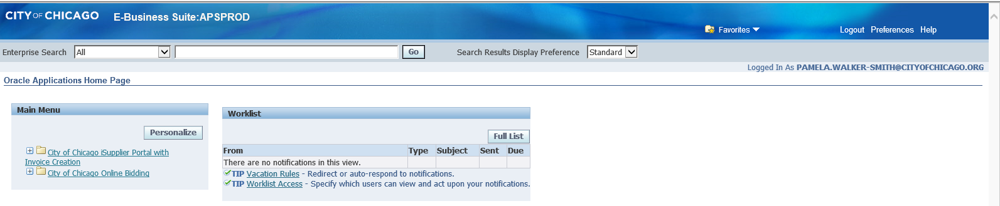 CITY OF CHICAGO E-Business Suite:APSPROD
Favorites Logout Preferences Help
Enterprise Search All Go Search Results Display Preference Standard
Logged In As PAMELA.WALKER-SMITH@CITYOFCHICAGO.ORG
Oracle Applications Home Page
Main Menu
Personalize
City of Chicago iSupplier Portal with
Invoice Creation
City of Chicago Online Bidding
Worklist
Full List
From Type Subject Sent Due
There are no notifications in this view.
TIP Vacation Rules - Redirect or auto-respond to notifications.
TIP Worklist Access - Specify which users can view and act upon your notifications.